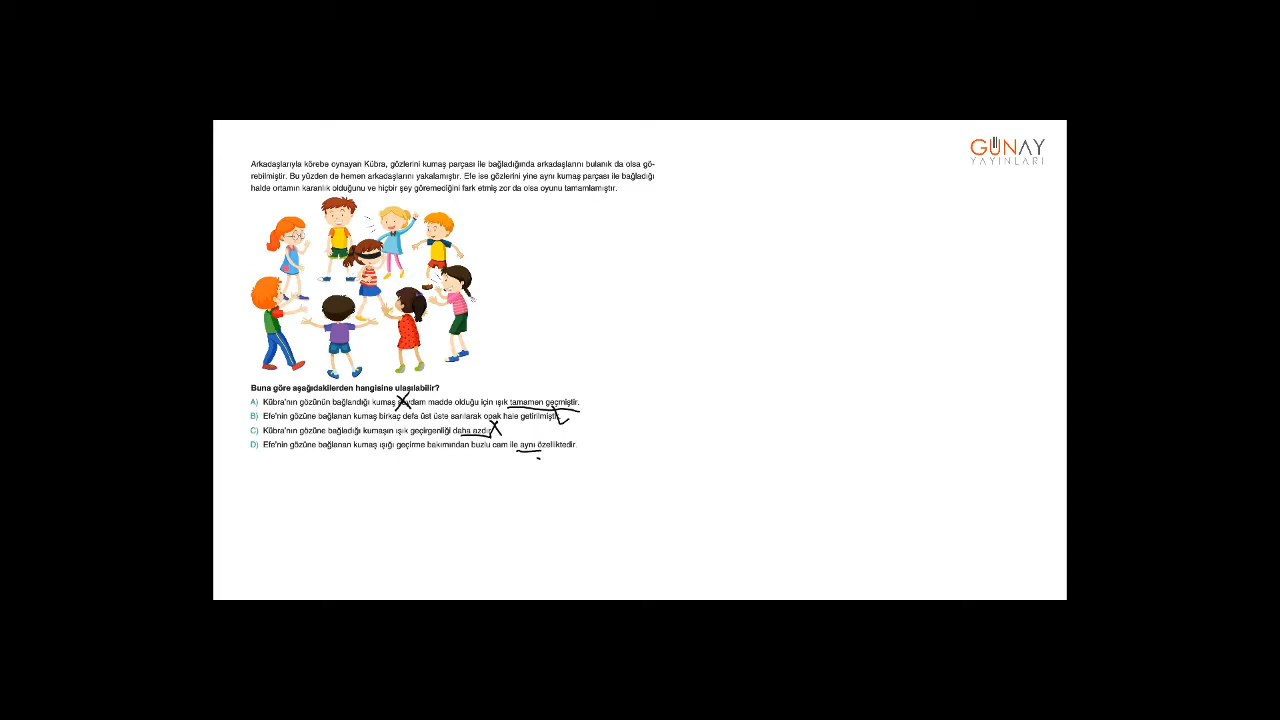 GÜNAY
YAYINLARI
Arkadaşlarıyla körebe oynayan Kübra, gözlerini kumaş parçası ile bağladığında arkadaşlarını bulanık da olsa gö-
rebilmiştir. Bu yüzden de hemen arkadaşlarını yakalamıştır. Efe ise gözlerini yine aynı kumaş parçası ile bağladığı
halde ortamın karanlık olduğunu ve hiçbir şey göremediğini fark etmiş zor da olsa oyunu tamamlamıştır.
Buna göre aşağıdakilerden hangisine ulaşılabilir?
A) Kübra'nın gözünün bağlandığı kumaş saydam madde olduğu için ışık tamamen geçmiştir.
B) Efe'nin gözüne bağlanan kumaş birkaç defa üst üste sarılarak opak hale getirilmiştir.
C) Kübra'nın gözüne bağladığı kumaşın ışık geçirgenliği daha azdır.
D) Efe'nin gözüne bağlanan kumaş ışığı geçirme bakımından buzlu cam ile aynı özelliktedir.